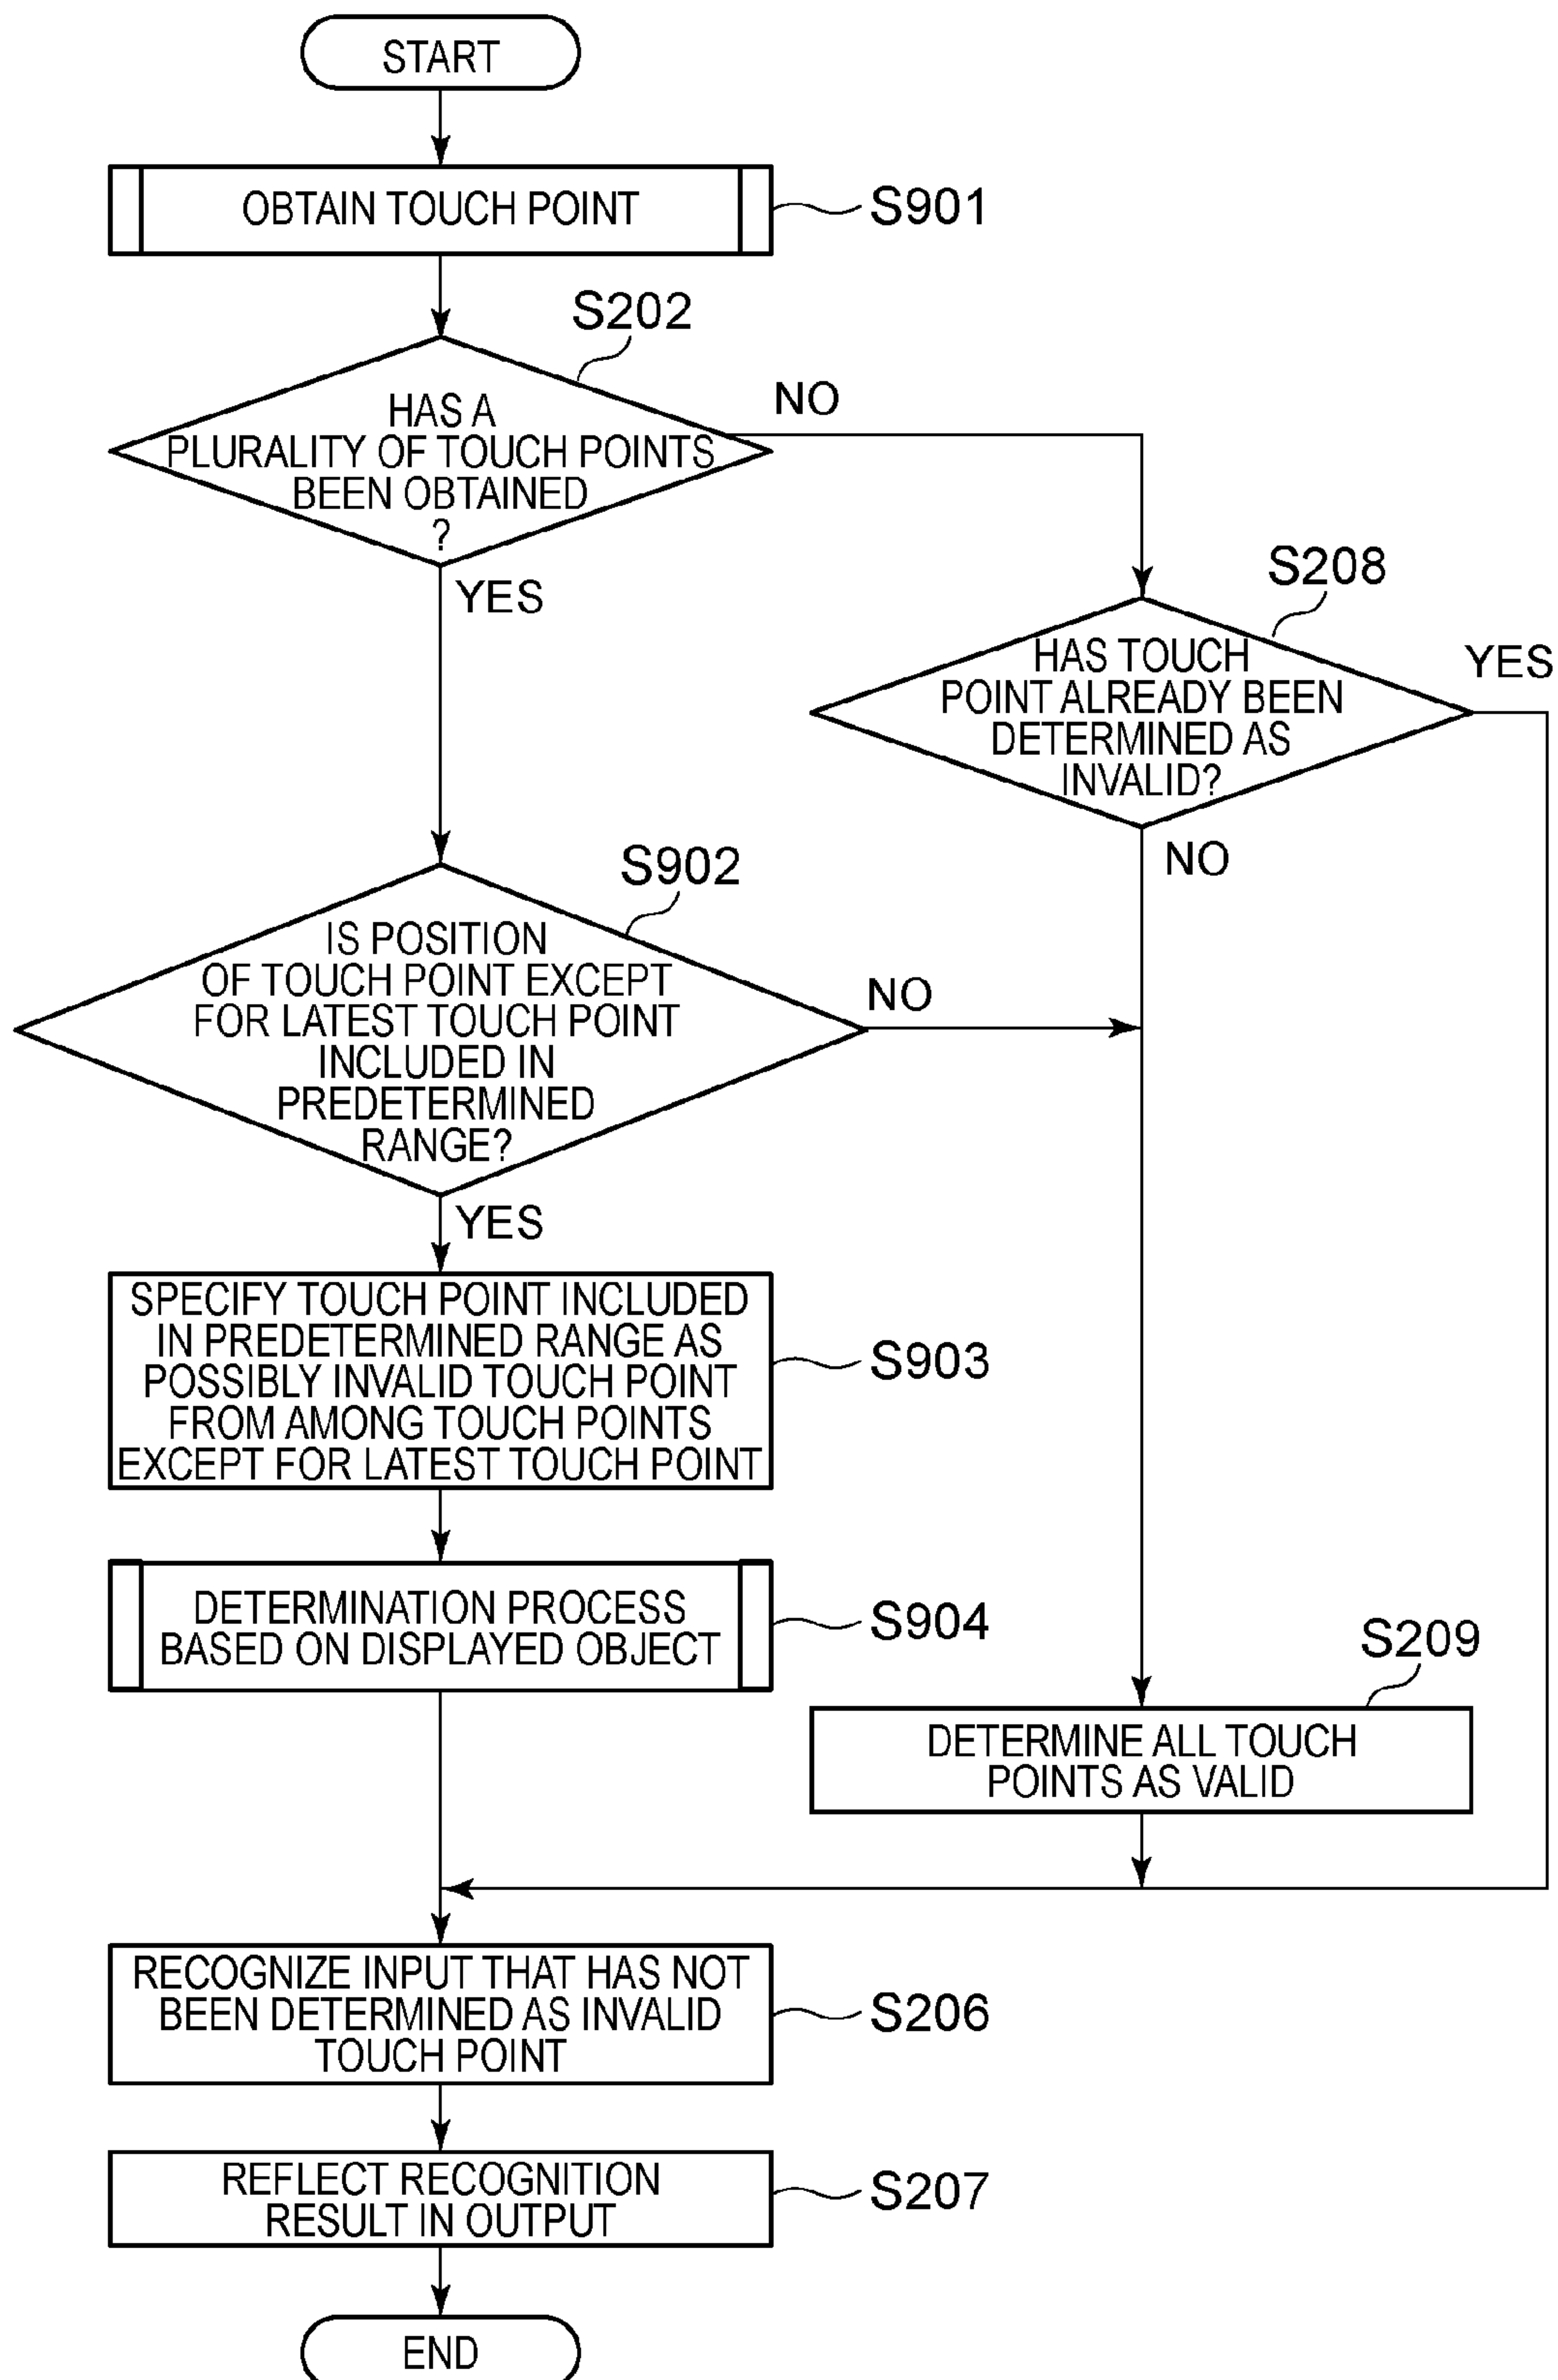 START
OBTAIN TOUCH POINT
S901
S202
HAS A
PLURALITY OF TOUCH POINTS
BEEN OBTAINED
?
NO
YES
S208
HAS TOUCH
POINT ALREADY BEEN
DETERMINED AS
INVALID?
YES
NO
S902
IS POSITION
OF TOUCH POINT EXCEPT
FOR LATEST TOUCH POINT
INCLUDED IN
PREDETERMINED
RANGE?
NO
YES
SPECIFY TOUCH POINT INCLUDED
IN PREDETERMINED RANGE AS
POSSIBLY INVALID TOUCH POINT
FROM AMONG TOUCH POINTS
EXCEPT FOR LATEST TOUCH POINT
S903
DETERMINATION PROCESS
BASED ON DISPLAYED OBJECT
S904
S209
DETERMINE ALL TOUCH
POINTS AS VALID
RECOGNIZE INPUT THAT HAS NOT
BEEN DETERMINED AS INVALID
TOUCH POINT
S206
REFLECT RECOGNITION
RESULT IN OUTPUT
S207
END